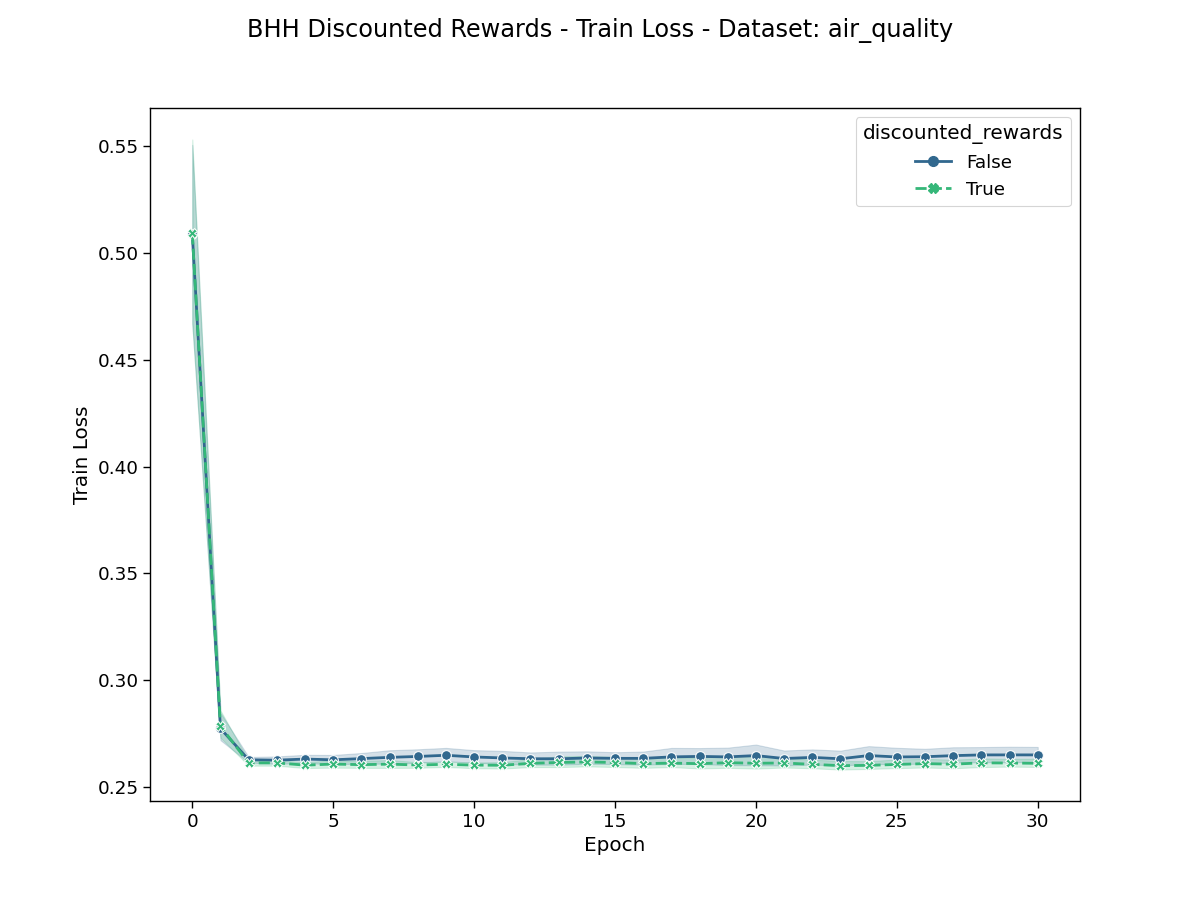 BHH Discounted Rewards - Train Loss - Dataset: air_quality
discounted_rewards
False
True
Train Loss
0.55
0.50
0.45
0.40
0.35
0.30
0.25
0 5 10 15 20 25 30
Epoch